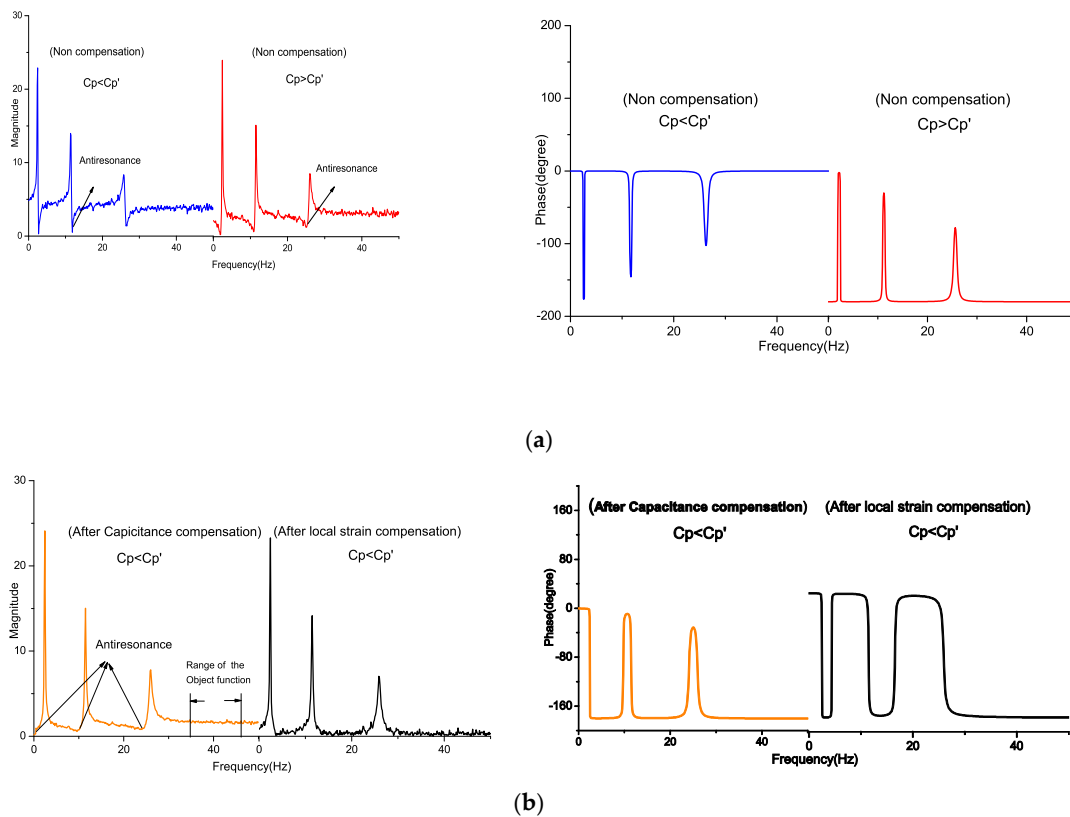 30
20
10
0
Magnitude
(Non compensation)
Cp<Cp'
Antiresonance
(Non compensation)
Cp>Cp'
Antiresonance
0 20 40 0 20 40
Frequency(Hz)
200
100
0
-100
-200
Phase(degree)
(Non compensation)
Cp<Cp'
(Non compensation)
Cp>Cp'
0 20 40 0 20 40
Frequency(Hz)
(a)
30
20
10
0
Magnitude
(After Capicitance compensation)
Cp<Cp'
Antiresonance
Range of the
Object function
(After local strain compensation)
Cp<Cp'
0 20 40 0 20 40
Frequency(Hz)
160
80
0
-80
-160
Phase(degree)
(After Capacitance compensation)
Cp<Cp'
(After local strain compensation)
Cp<Cp'
0 20 40 0 20 40
Frequency(Hz)
(b)